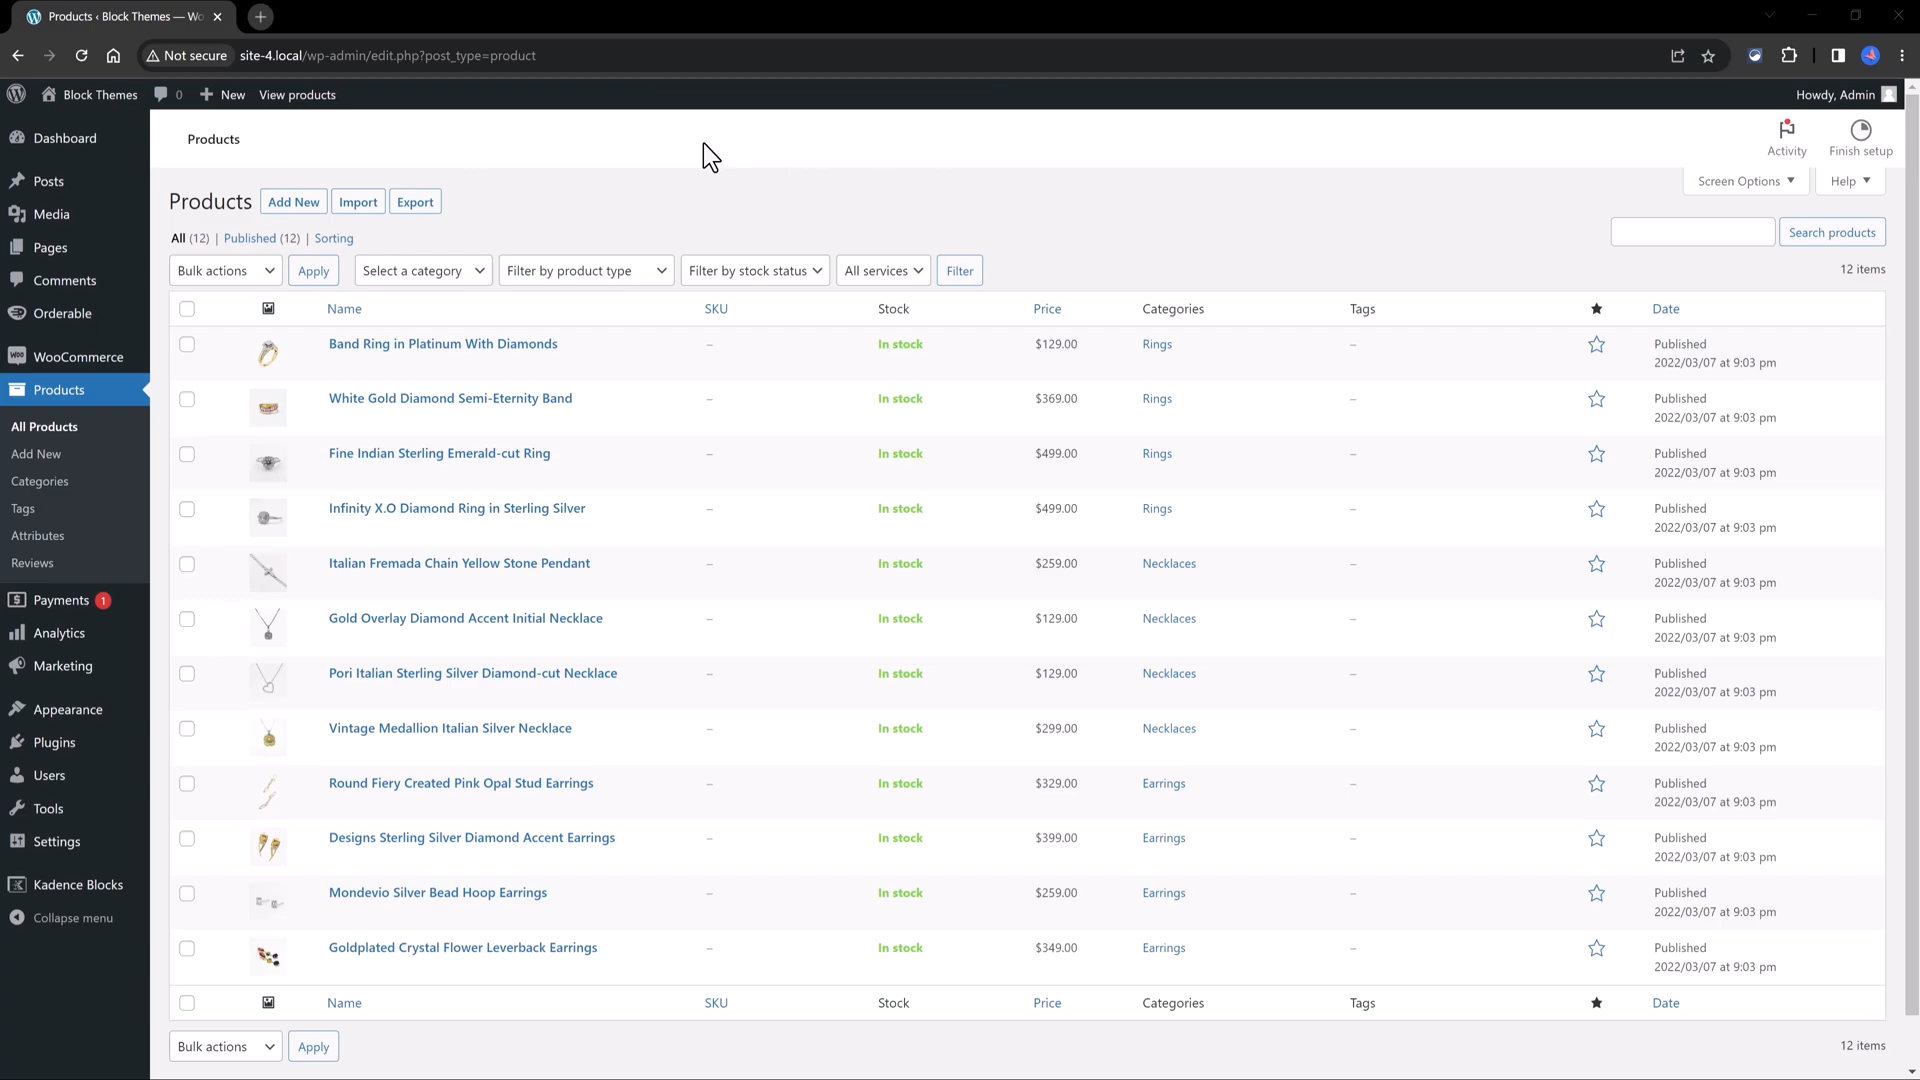 Products ‹ Block Themes — Wo
Not secure site-4.local/wp-admin/edit.php?post_type=product
Block Themes 0 New View products Howdy, Admin
Dashboard
Posts
Media
Pages
Comments
Orderable
WooCommerce
Products
All Products
Add New
Categories
Tags
Attributes
Reviews
Payments 1
Analytics
Marketing
Appearance
Plugins
Users
Tools
Settings
Kadence Blocks
Collapse menu
Products
Activity Finish setup
Screen Options Help
Products Add New Import Export
All (12) | Published (12) | Sorting
Search products
Bulk actions Apply Select a category Filter by product type Filter by stock status All services Filter 12 items
Name SKU Stock Price Categories Tags Date
Band Ring in Platinum With Diamonds – In stock $129.00 Rings – Published
2022/03/07 at 9:03 pm
White Gold Diamond Semi-Eternity Band – In stock $369.00 Rings – Published
2022/03/07 at 9:03 pm
Fine Indian Sterling Emerald-cut Ring – In stock $499.00 Rings – Published
2022/03/07 at 9:03 pm
Infinity X.O Diamond Ring in Sterling Silver – In stock $499.00 Rings – Published
2022/03/07 at 9:03 pm
Italian Fremada Chain Yellow Stone Pendant – In stock $259.00 Necklaces – Published
2022/03/07 at 9:03 pm
Gold Overlay Diamond Accent Initial Necklace – In stock $129.00 Necklaces – Published
2022/03/07 at 9:03 pm
Pori Italian Sterling Silver Diamond-cut Necklace – In stock $129.00 Necklaces – Published
2022/03/07 at 9:03 pm
Vintage Medallion Italian Silver Necklace – In stock $299.00 Necklaces – Published
2022/03/07 at 9:03 pm
Round Fiery Created Pink Opal Stud Earrings – In stock $329.00 Earrings – Published
2022/03/07 at 9:03 pm
Designs Sterling Silver Diamond Accent Earrings – In stock $399.00 Earrings – Published
2022/03/07 at 9:03 pm
Mondevio Silver Bead Hoop Earrings – In stock $259.00 Earrings – Published
2022/03/07 at 9:03 pm
Goldplated Crystal Flower Leverback Earrings – In stock $349.00 Earrings – Published
2022/03/07 at 9:03 pm
Name SKU Stock Price Categories Tags Date
Bulk actions Apply 12 items